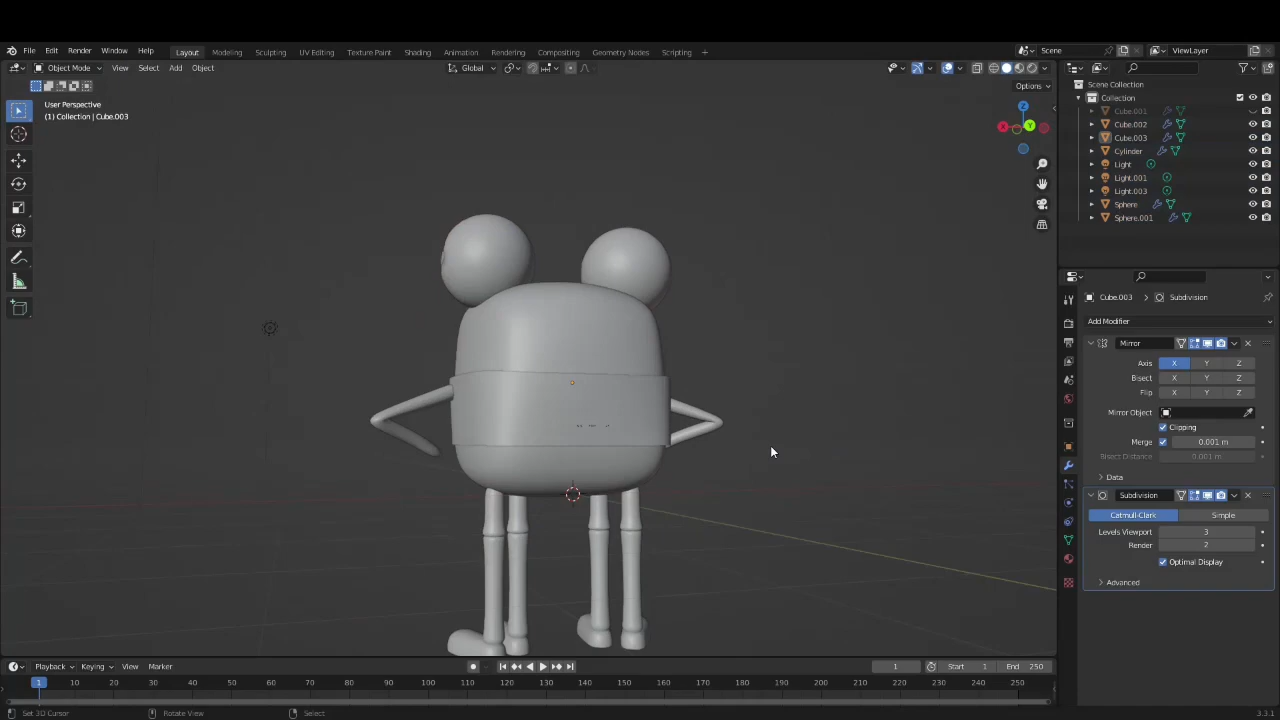 File Edit Render Window Help Layout Modeling Sculpting UV Editing Texture Paint Shading Animation Rendering Compositing Geometry Nodes Scripting + Scene ViewLayer
Object Mode View Select Add Object Global
Options
User Perspective
(1) Collection | Cube.003
Z
X
Y
Scene Collection
Collection
Cube.001
Cube.002
Cube.003
Cylinder
Light
Light.001
Light.003
Sphere
Sphere.001
Cube.003 > Subdivision
Add Modifier
Mirror
Axis X Y Z
Bisect X Y Z
Flip X Y Z
Mirror Object
Clipping
Merge 0.001 m
Bisect Distance 0.001 m
Data
Subdivision
Catmull-Clark Simple
Levels Viewport 3
Render 2
Optimal Display
Advanced
Playback Keying View Marker 1 Start 1 End 250
1 10 20 30 40 50 60 70 80 90 100 110 120 130 140 150 160 170 180 190 200 210 220 230 240 250
Set 3D Cursor Rotate View Select 3.3.1